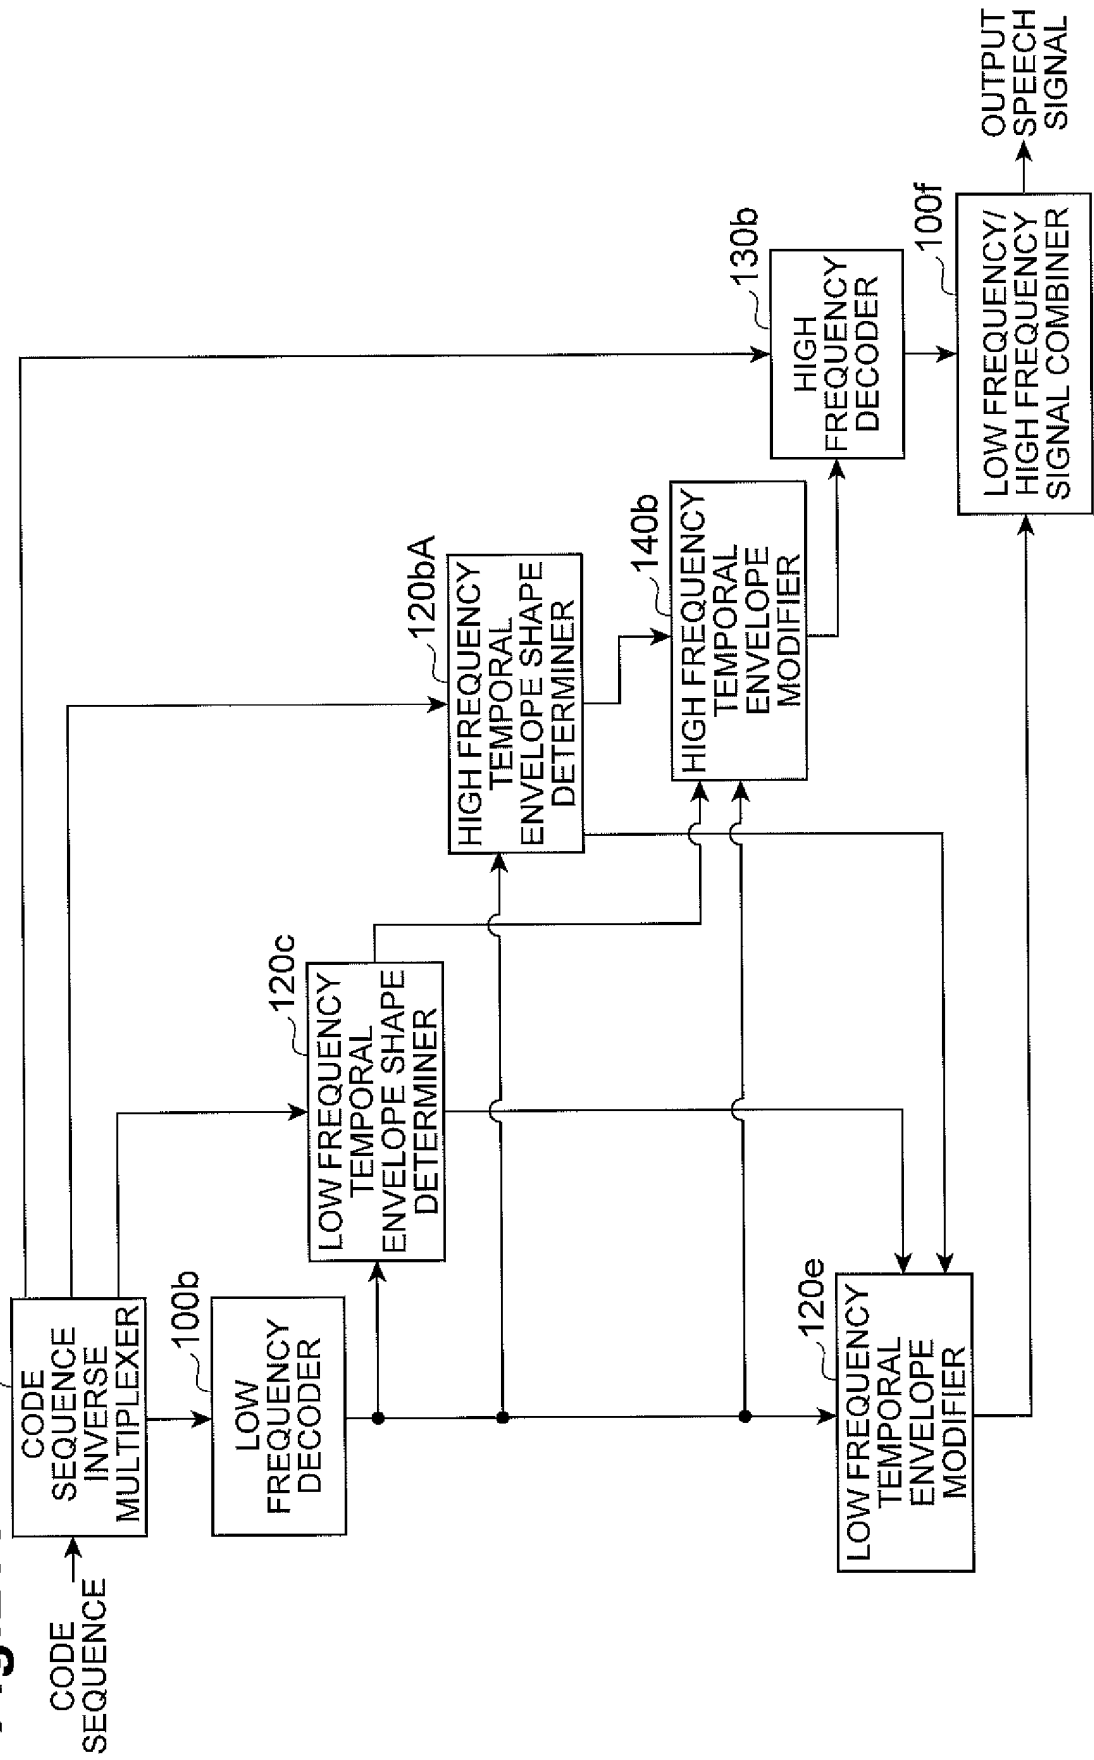 CODE
SEQUENCE
CODE
SEQUENCE
INVERSE
MULTIPLEXER
100b
LOW
FREQUENCY
DECODER
120c
LOW FREQUENCY
TEMPORAL
ENVELOPE SHAPE
DETERMINER
120bA
HIGH FREQUENCY
TEMPORAL
ENVELOPE SHAPE
DETERMINER
140b
HIGH FREQUENCY
TEMPORAL
ENVELOPE
MODIFIER
130b
HIGH
FREQUENCY
DECODER
120e
LOW FREQUENCY
TEMPORAL
ENVELOPE
MODIFIER
100f
LOW FREQUENCY/
HIGH FREQUENCY
SIGNAL COMBINER
OUTPUT
SPEECH
SIGNAL